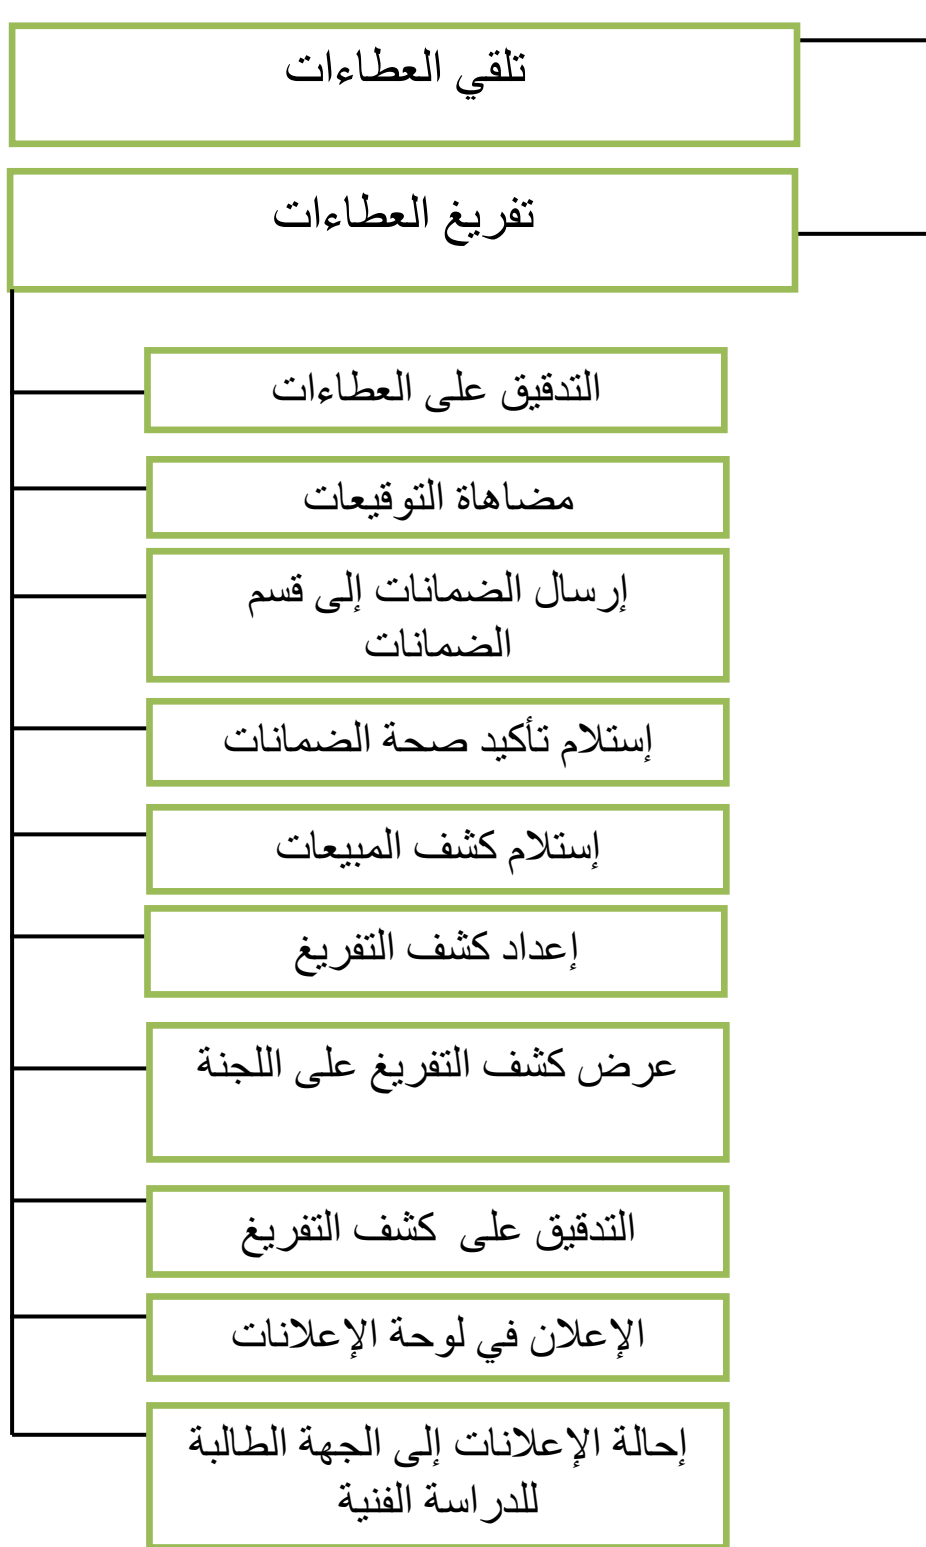 تلقي العطاءات
تفريغ العطاءات
التدقيق على العطاءات
مضاهاة التوقيعات
إرسال الضمانات إلى قسم
الضمانات
إستلام تأكيد صحة الضمانات
إستلام كشف المبيعات
إعداد كشف التفريغ
عرض كشف التفريغ على اللجنة
التدقيق على كشف التفريغ
الإعلان في لوحة الإعلانات
إحالة الإعلانات إلى الجهة الطالبة
للدراسة الفنية